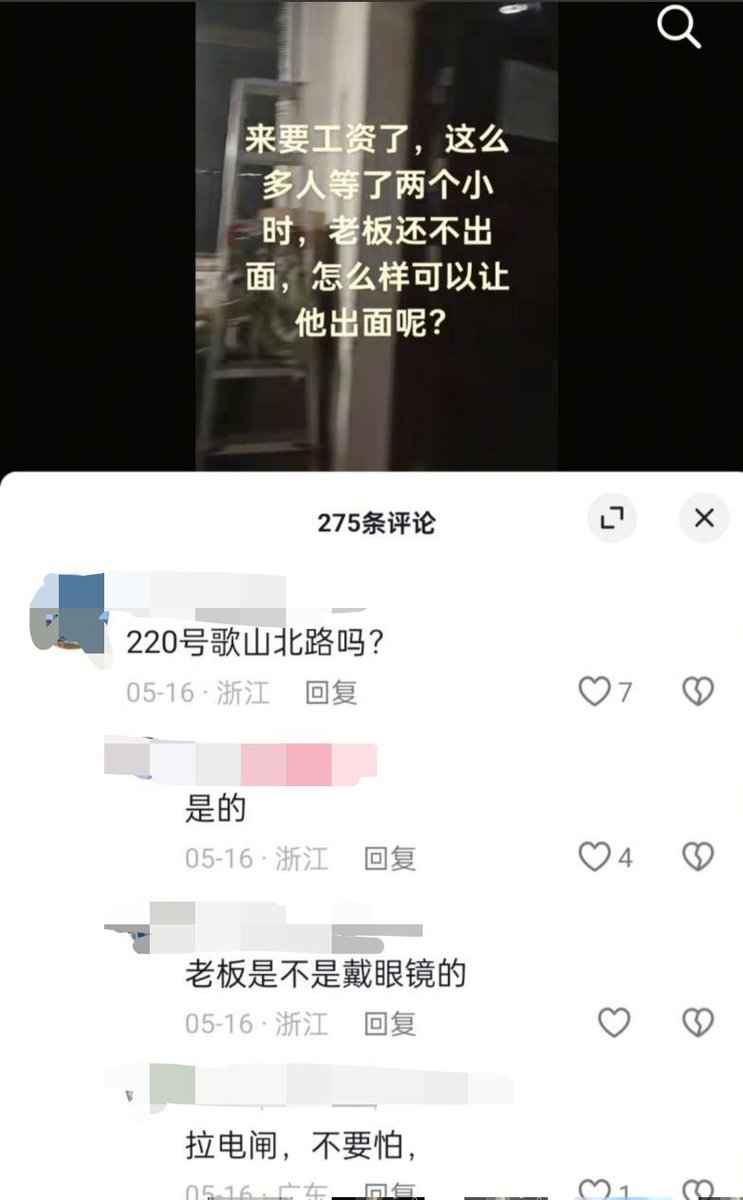 来要工资了，这么
多人等了两个小
时，老板还不出
面，怎么样可以让
他出面呢？
275条评论
220号歌山北路吗？
05-16 · 浙江 回复 7
是的
05-16 · 浙江 回复 4
老板是不是戴眼镜的
05-16 · 浙江 回复
拉电闸，不要怕，
05-16 · 广东 回复 1